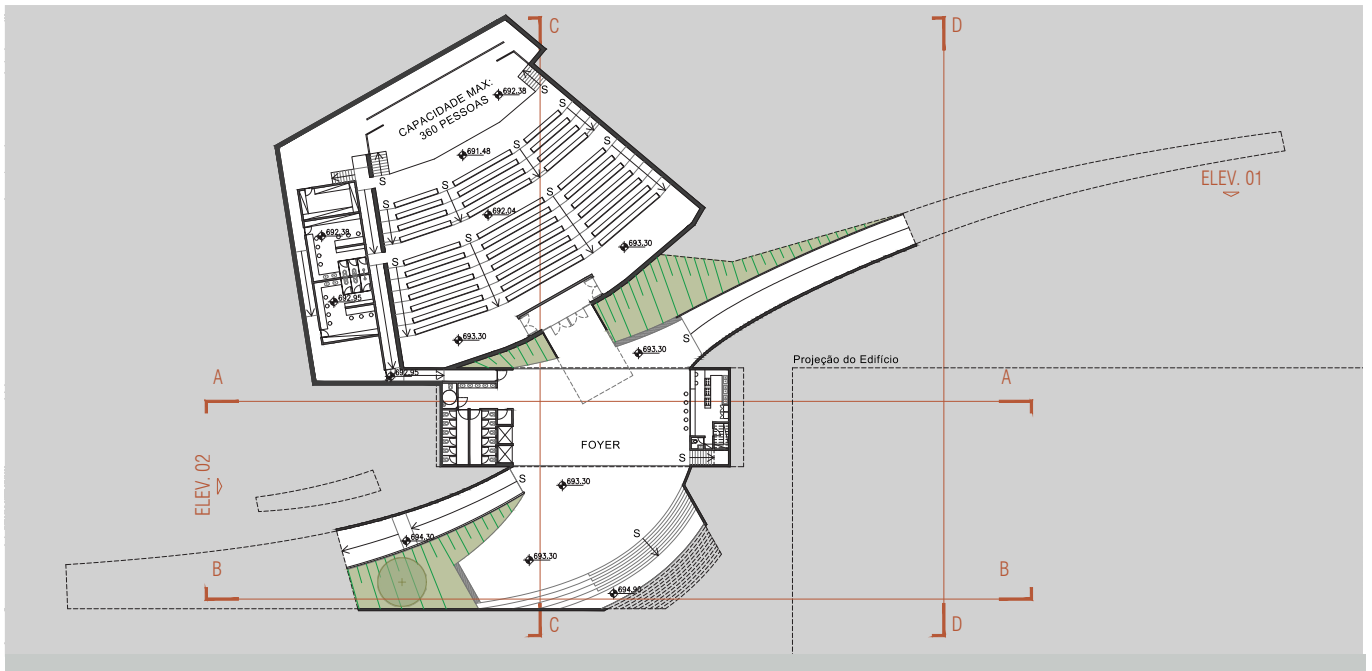 C
D
CAPACIDADE MAX:
360 PESSOAS
S
692.38
S
S
S
691.48
ELEV. 01
S
S
S
692.04
S
692.38
693.30
S
692.95
693.30
S
693.30
Projeção do Edifício
692.95
A
A
FOYER
S
ELEV. 02
S
693.30
S
694.30
693.30
B
B
694.90
C
D